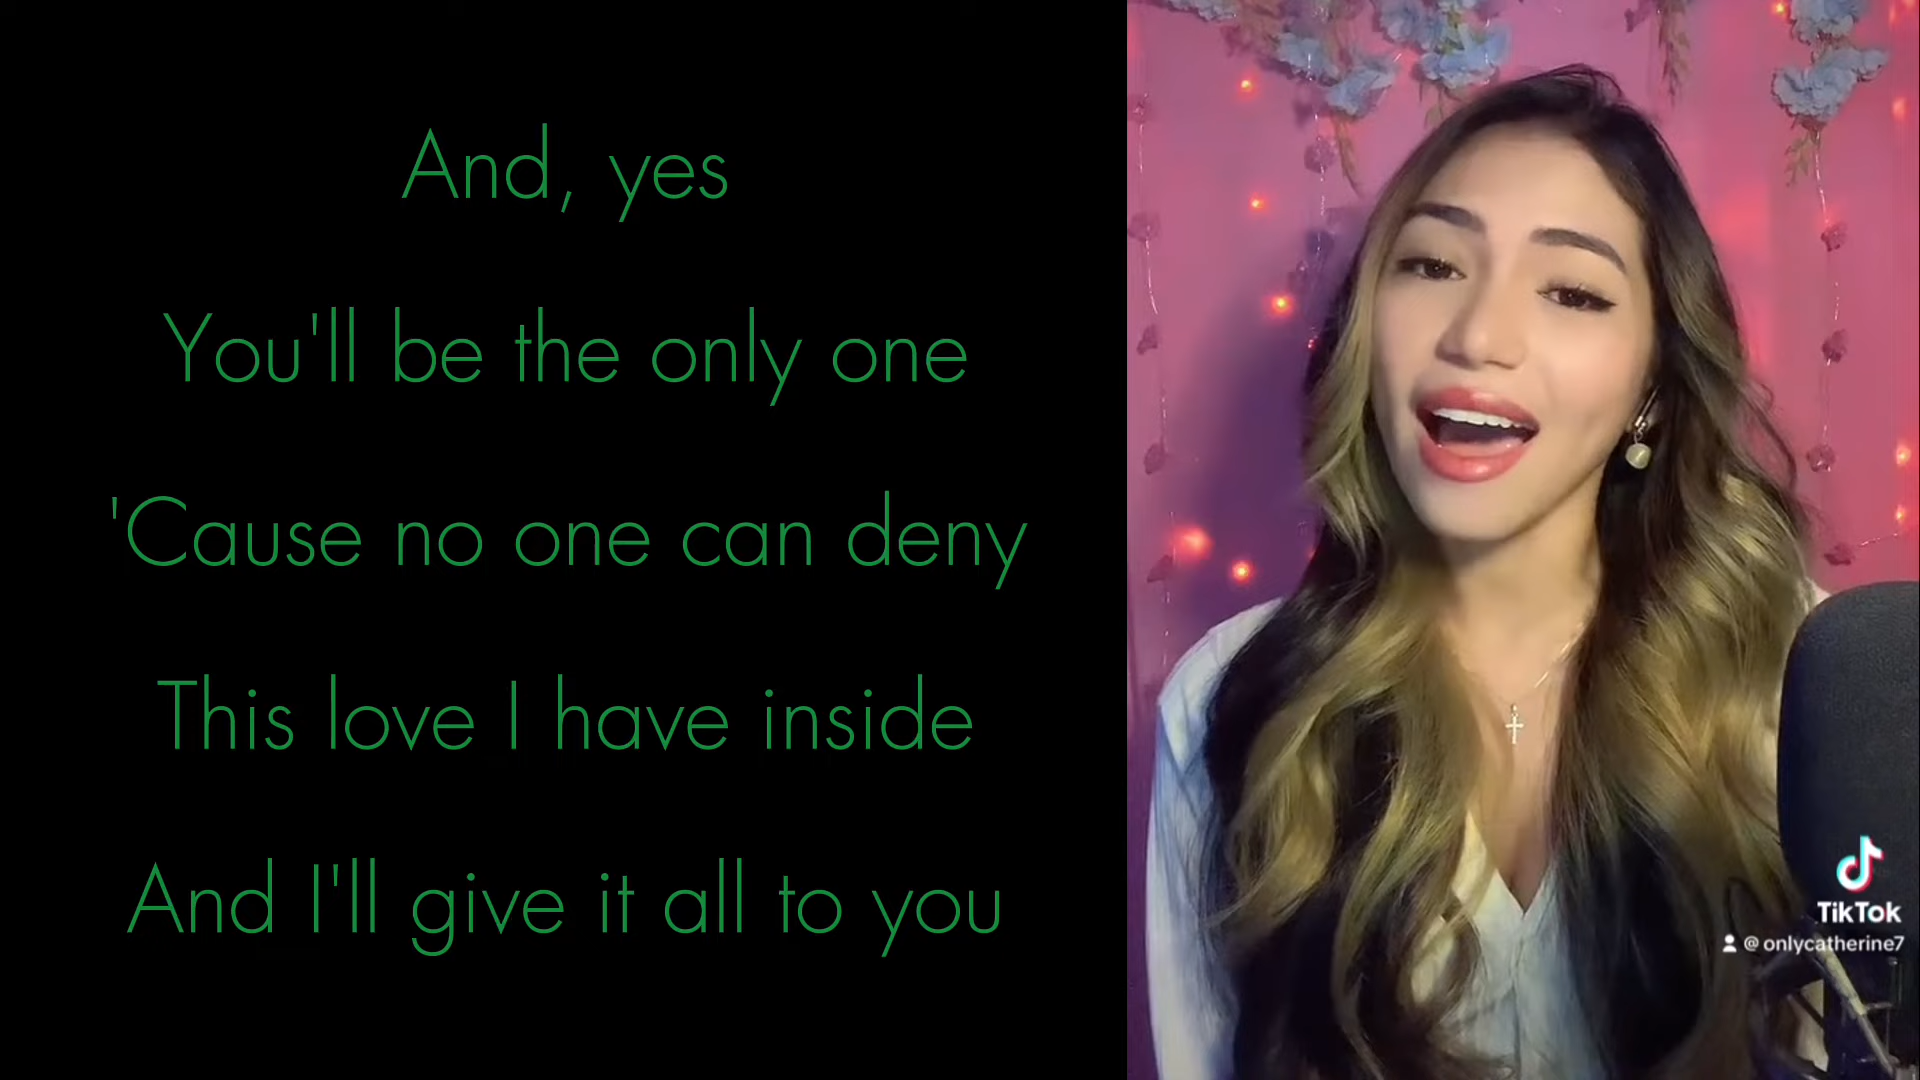 And, yes
You'll be the only one
'Cause no one can deny
This love I have inside
And I'll give it all to you
TikTok
@onlycatherine7